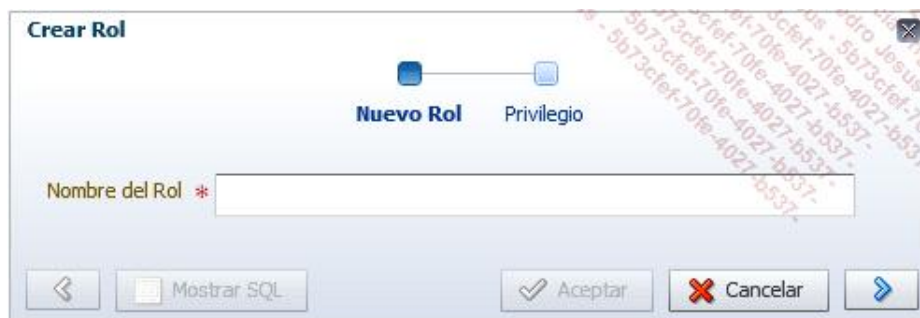 Crear Rol
Nuevo Rol Privilegio
Nombre del Rol *
Mostrar SQL Aceptar Cancelar